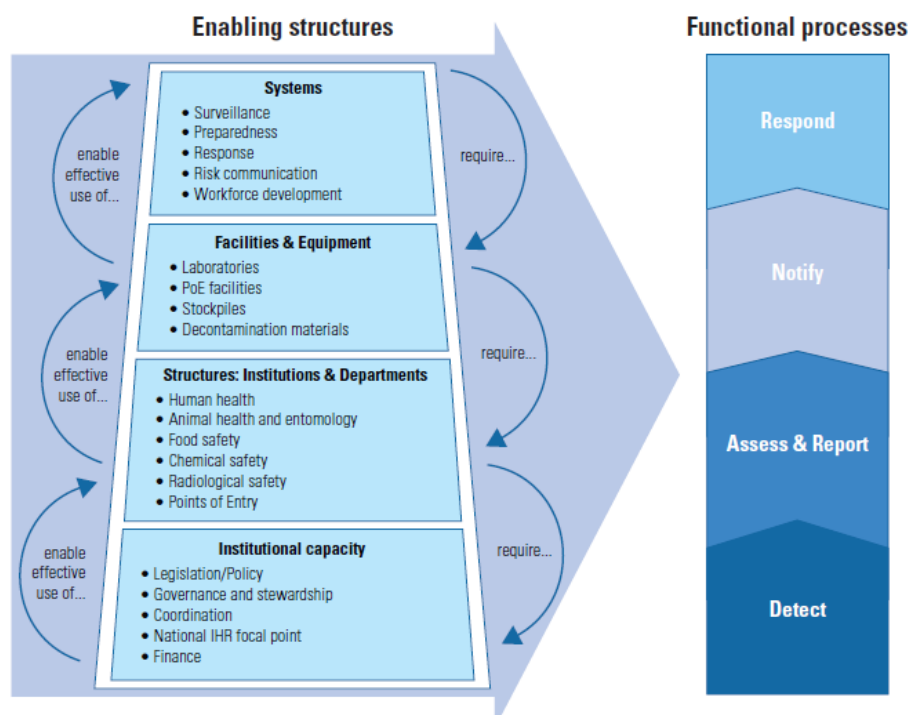 Enabling structures
Functional processes
Systems
• Surveillance
• Preparedness
• Response
• Risk communication
• Workforce development
enable
effective
use of...
require...
Facilities & Equipment
• Laboratories
• PoE facilities
• Stockpiles
• Decontamination materials
enable
effective
use of...
require...
Structures: Institutions & Departments
• Human health
• Animal health and entomology
• Food safety
• Chemical safety
• Radiological safety
• Points of Entry
enable
effective
use of...
require...
Institutional capacity
• Legislation/Policy
• Governance and stewardship
• Coordination
• National IHR focal point
• Finance
Respond
Notify
Assess & Report
Detect